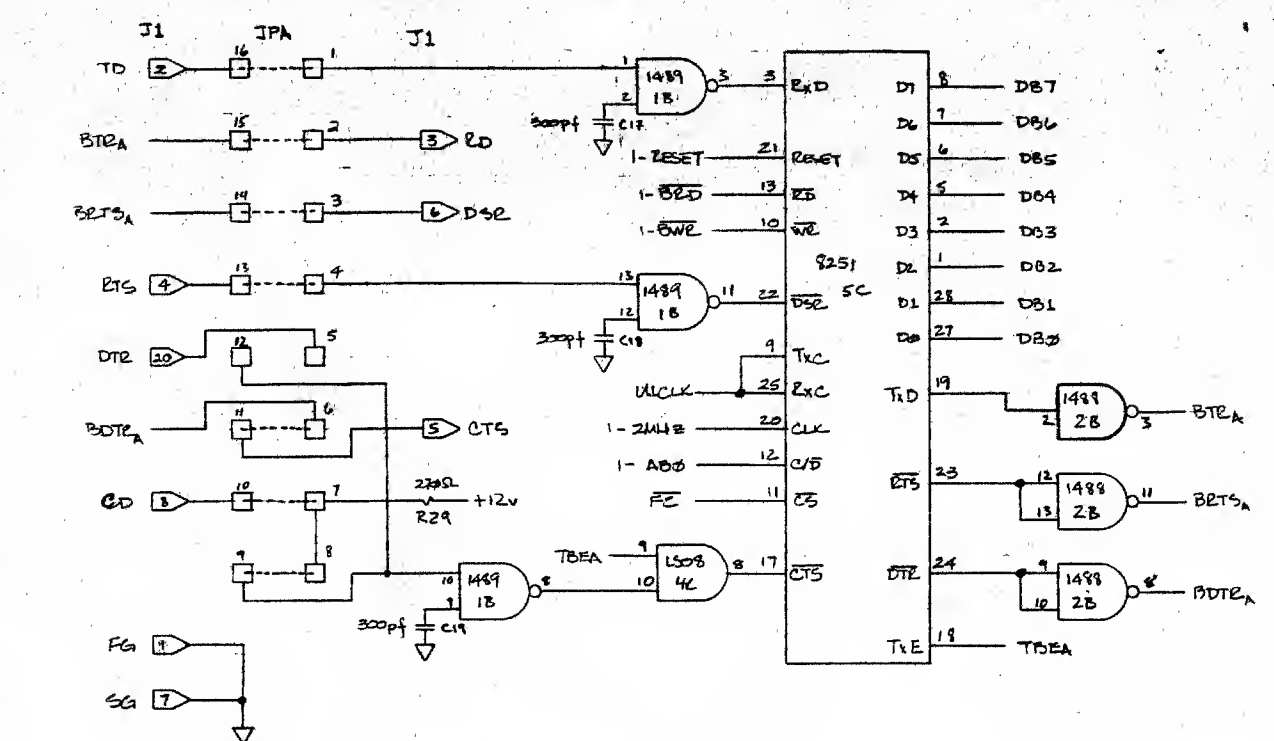 J1 JPA J1
TD 2 16 1 1 1489 1B 3 3 RxD D7 8 DB7
1 2 300pf C17
BTRA 15 2 3 RD D6 7 DB6
1-RESET 21 RESET D5 6 DB5
BRTSA 14 3 6 DSR 1-BRD 13 RD D4 5 DB4
1-BWR 10 WR D3 2 DB3
8251 5C
RTS 4 13 4 13 1489 1B 11 22 DSR D2 1 DB2
12 300pf C18 D1 28 DB1
DTR 20 12 5 D0 27 DBØ
9 TxC
UICLK 25 RxC TxD 19 2 1488 2B 3 BTRA
BDTRA 11 6 5 CTS 1-2MHZ 20 CLK
1-ABØ 12 C/D
CD 8 10 7 270Ω R29 +12V FC 11 CS RTS 23 12 13 1488 2B 11 BRTSA
9 8 10 1489 1B 8 TBEA 9 10 LS08 4C 8 17 CTS DTR 24 9 10 1488 2B 8 BDTRA
9 300pf C19
FG TxE 18 TBEA
SG 7